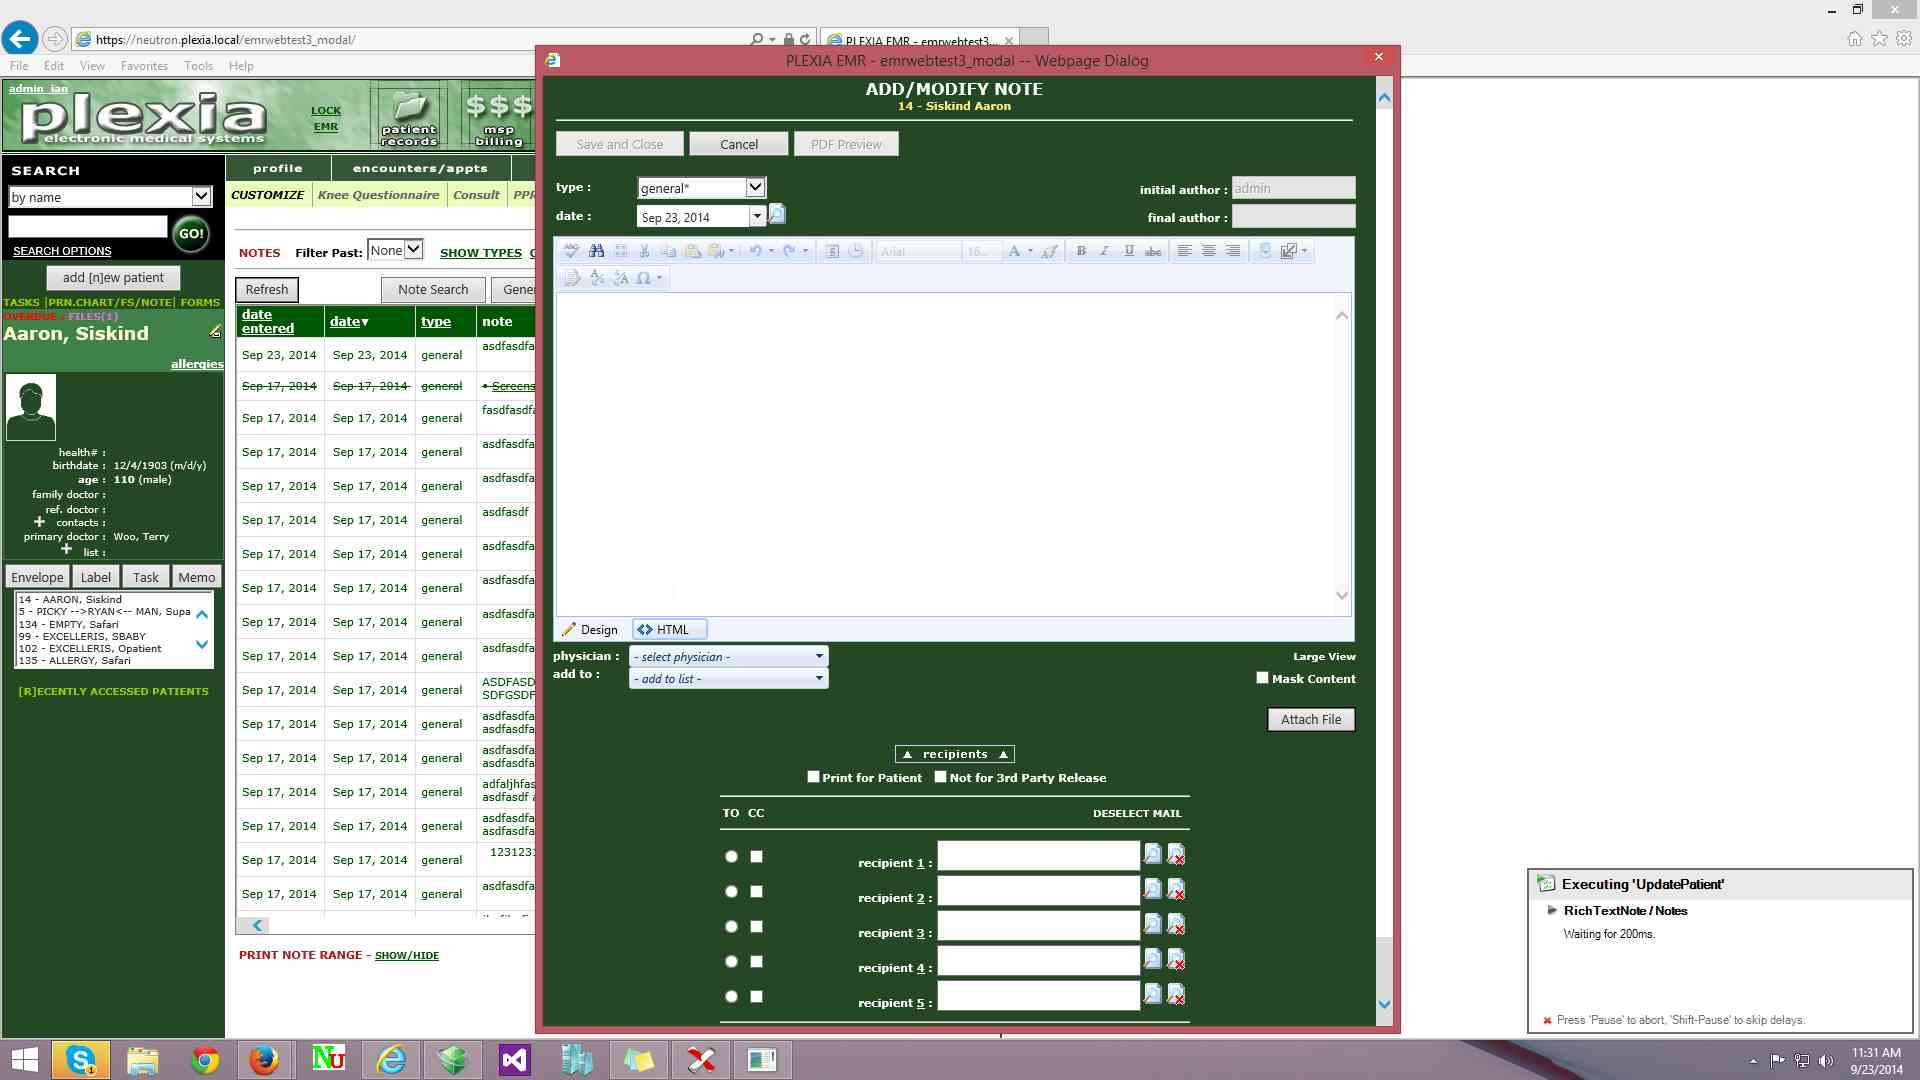 https://neutron.plexia.local/emrwebtest3_modal/
PLEXIA EMR - emrwebtest3...
File Edit View Favorites Tools Help
admin_ian
plexia
electronic medical systems
LOCK
EMR
patient
records
$$$
msp
billing
SEARCH
by name
GO!
SEARCH OPTIONS
add [n]ew patient
TASKS |PRN.CHART/FS/NOTE| FORMS
OVERDUE : FILES(1)
Aaron, Siskind
allergies
health# :
birthdate : 12/4/1903 (m/d/y)
age : 110 (male)
family doctor :
ref. doctor :
contacts :
primary doctor : Woo, Terry
list :
Envelope Label Task Memo
14 - AARON, Siskind
5 - PICKY -->RYAN<-- MAN, Supa
134 - EMPTY, Safari
99 - EXCELLERIS, SBABY
102 - EXCELLERIS, Opatient
135 - ALLERGY, Safari
[R]ECENTLY ACCESSED PATIENTS
profile encounters/appts
CUSTOMIZE Knee Questionnaire Consult PPR
NOTES Filter Past: None SHOW TYPES
Refresh Note Search Gener
date entered date▼ type note
Sep 23, 2014 Sep 23, 2014 general asdfasdfa
Sep 17, 2014 Sep 17, 2014 general • Screens
Sep 17, 2014 Sep 17, 2014 general fasdfasdfa
Sep 17, 2014 Sep 17, 2014 general asdfasdfa
Sep 17, 2014 Sep 17, 2014 general asdfasdfa
Sep 17, 2014 Sep 17, 2014 general asdfasdf
Sep 17, 2014 Sep 17, 2014 general asdfasdfa
Sep 17, 2014 Sep 17, 2014 general asdfasdfa
Sep 17, 2014 Sep 17, 2014 general asdfasdfa
Sep 17, 2014 Sep 17, 2014 general asdfasdfa
Sep 17, 2014 Sep 17, 2014 general ASDFASD
SDFGSDF
Sep 17, 2014 Sep 17, 2014 general asdfasdfa
asdfasdfa
Sep 17, 2014 Sep 17, 2014 general asdfasdfa
asdfasdfa
Sep 17, 2014 Sep 17, 2014 general adfaljhfas
asdfasdf a
Sep 17, 2014 Sep 17, 2014 general asdfasdfa
asdfasdfa
Sep 17, 2014 Sep 17, 2014 general 1231231
Sep 17, 2014 Sep 17, 2014 general asdfasdfa
PRINT NOTE RANGE - SHOW/HIDE
PLEXIA EMR - emrwebtest3_modal -- Webpage Dialog
ADD/MODIFY NOTE
14 - Siskind Aaron
Save and Close Cancel PDF Preview
type : general*
date : Sep 23, 2014
initial author : admin
final author :
Arial 16...
Design HTML
physician : - select physician -
add to : - add to list -
Large View
Mask Content
Attach File
▲ recipients ▲
Print for Patient Not for 3rd Party Release
TO CC DESELECT MAIL
recipient 1 :
recipient 2 :
recipient 3 :
recipient 4 :
recipient 5 :
Executing 'UpdatePatient'
RichTextNote / Notes
Waiting for 200ms.
Press 'Pause' to abort, 'Shift-Pause' to skip delays.
Nu
11:31 AM
9/23/2014